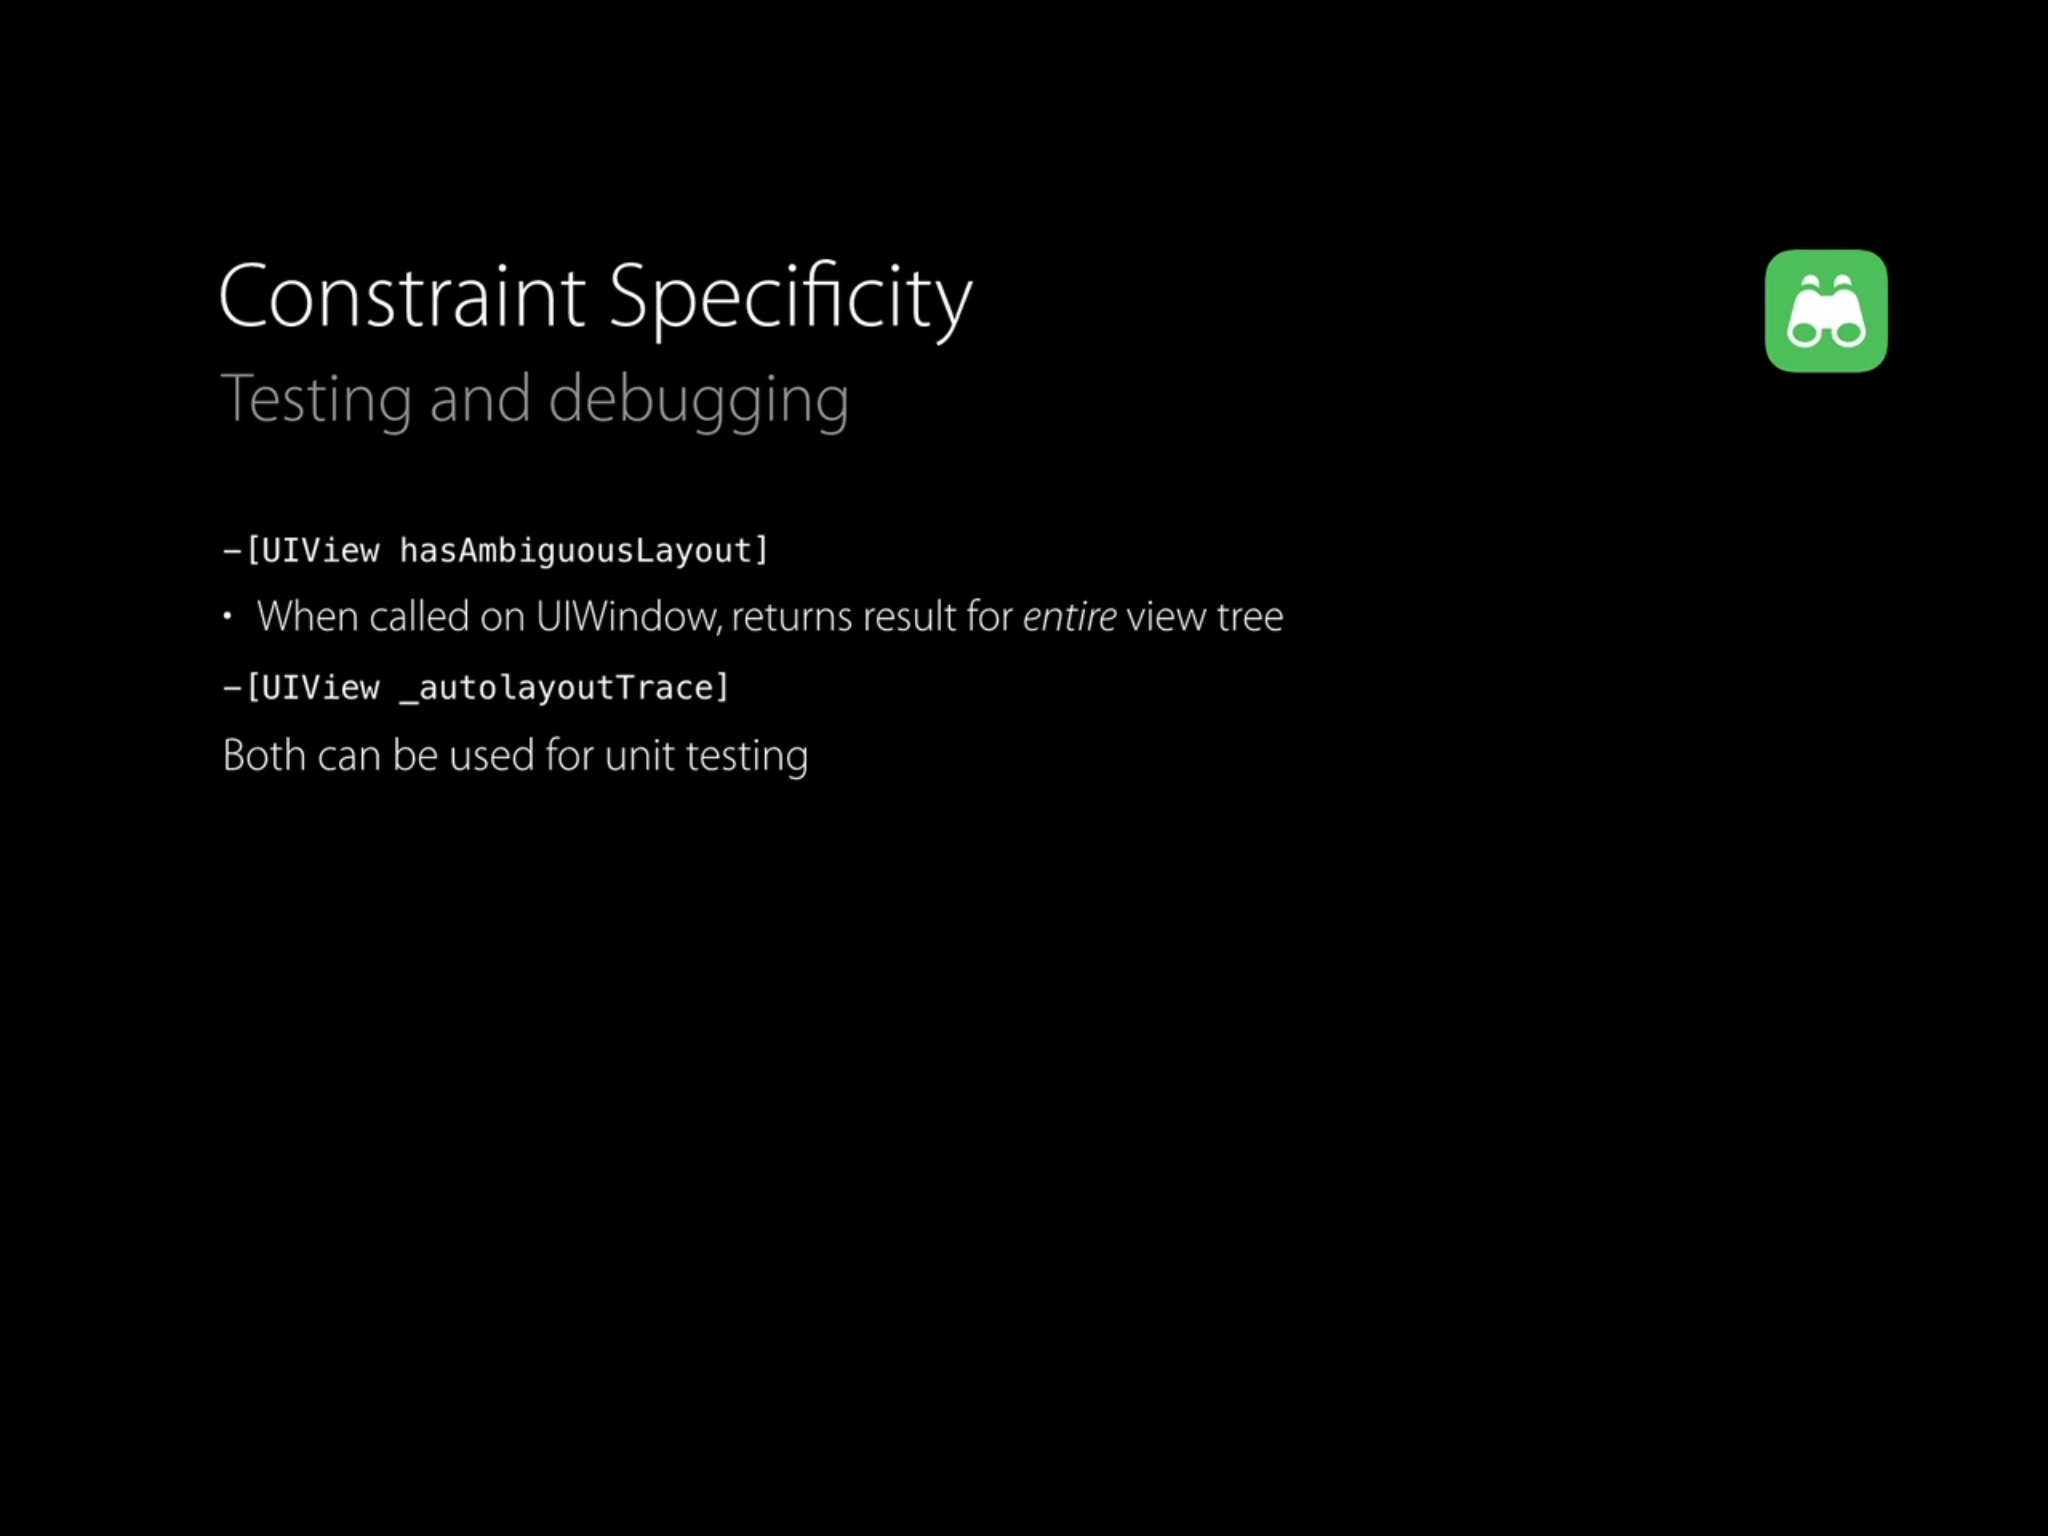 Constraint Specificity
Testing and debugging
-[UIView hasAmbiguousLayout]
• When called on UIWindow, returns result for entire view tree
-[UIView _autolayoutTrace]
Both can be used for unit testing